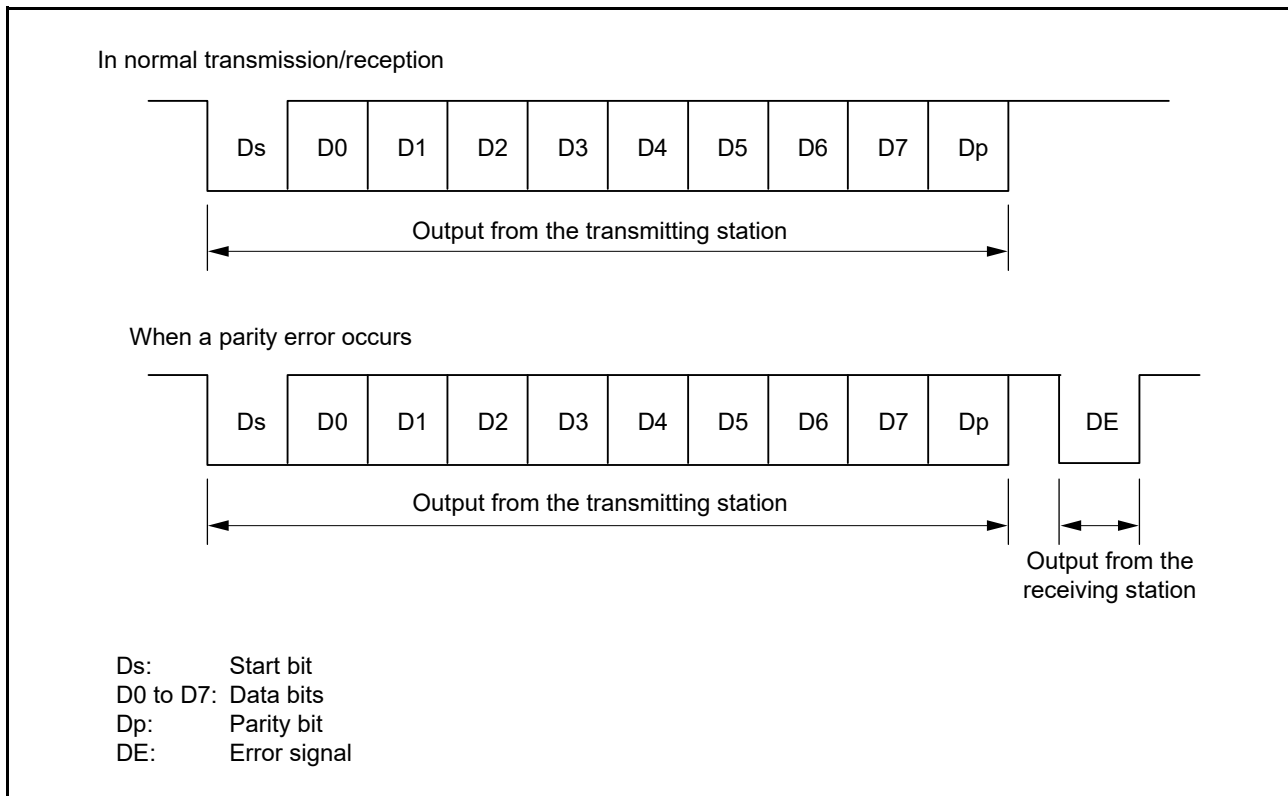 In normal transmission/reception
Ds D0 D1 D2 D3 D4 D5 D6 D7 Dp
Output from the transmitting station
When a parity error occurs
Ds D0 D1 D2 D3 D4 D5 D6 D7 Dp DE
Output from the transmitting station
Output from the
receiving station
Ds: Start bit
D0 to D7: Data bits
Dp: Parity bit
DE: Error signal